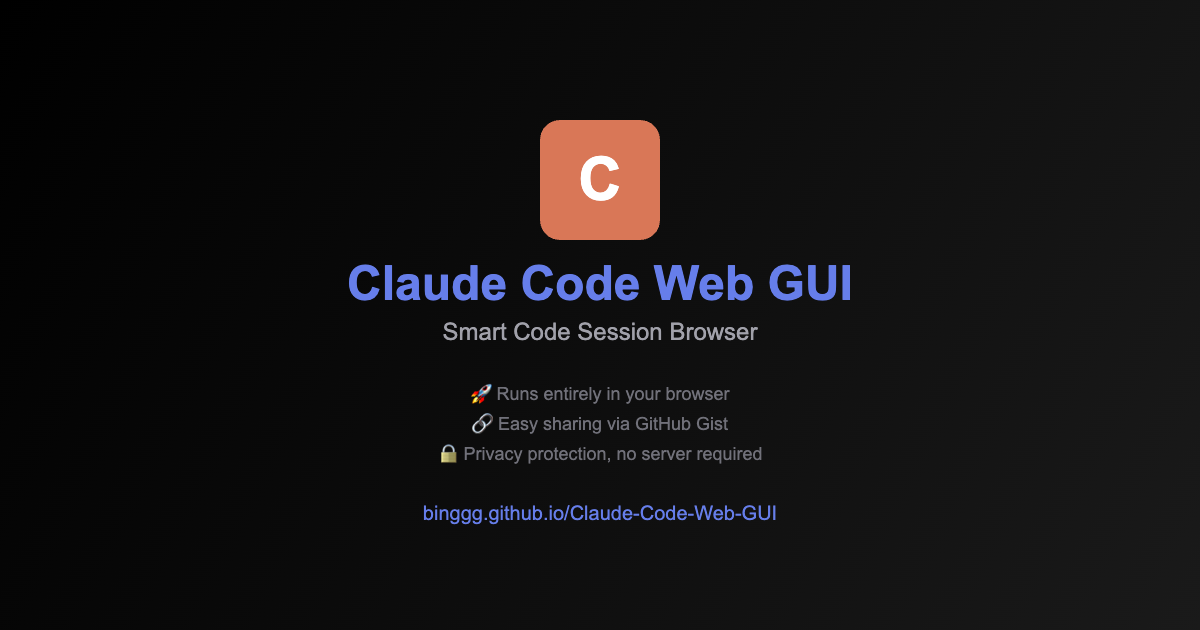 C
Claude Code Web GUI
Smart Code Session Browser
🚀 Runs entirely in your browser
🔗 Easy sharing via GitHub Gist
🔒 Privacy protection, no server required
binggg.github.io/Claude-Code-Web-GUI